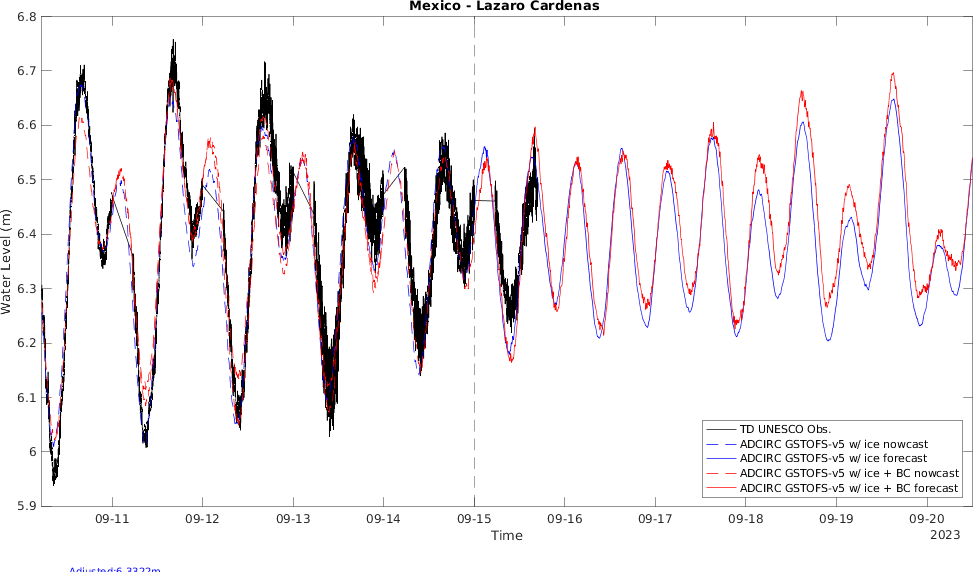 Mexico - Lazaro Cardenas
6.8
6.7
6.6
6.5
6.4
6.3
6.2
6.1
6
5.9
Water Level (m)
TD UNESCO Obs.
ADCIRC GSTOFS-v5 w/ ice nowcast
ADCIRC GSTOFS-v5 w/ ice forecast
ADCIRC GSTOFS-v5 w/ ice + BC nowcast
ADCIRC GSTOFS-v5 w/ ice + BC forecast
09-11 09-12 09-13 09-14 09-15 09-16 09-17 09-18 09-19 09-20
Time
2023
Adjusted:6.3322m